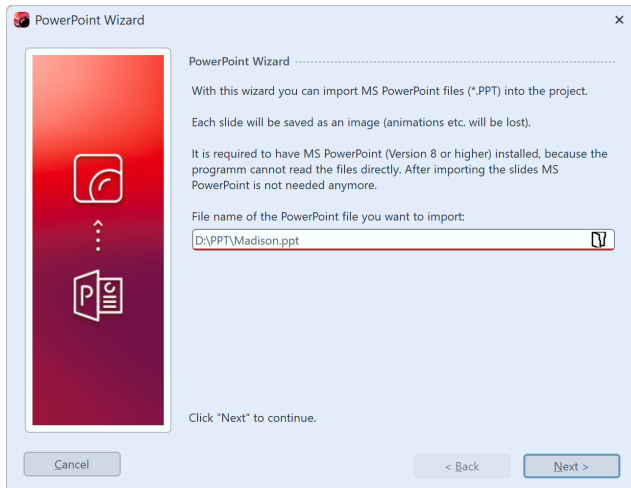 PowerPoint Wizard
PowerPoint Wizard
With this wizard you can import MS PowerPoint files (*.PPT) into the project.
Each slide will be saved as an image (animations etc. will be lost).
It is required to have MS PowerPoint (Version 8 or higher) installed, because the
programm cannot read the files directly. After importing the slides MS
PowerPoint is not needed anymore.
File name of the PowerPoint file you want to import:
D:\PPT\Madison.ppt
P
Click "Next" to continue.
Cancel
< Back
Next >